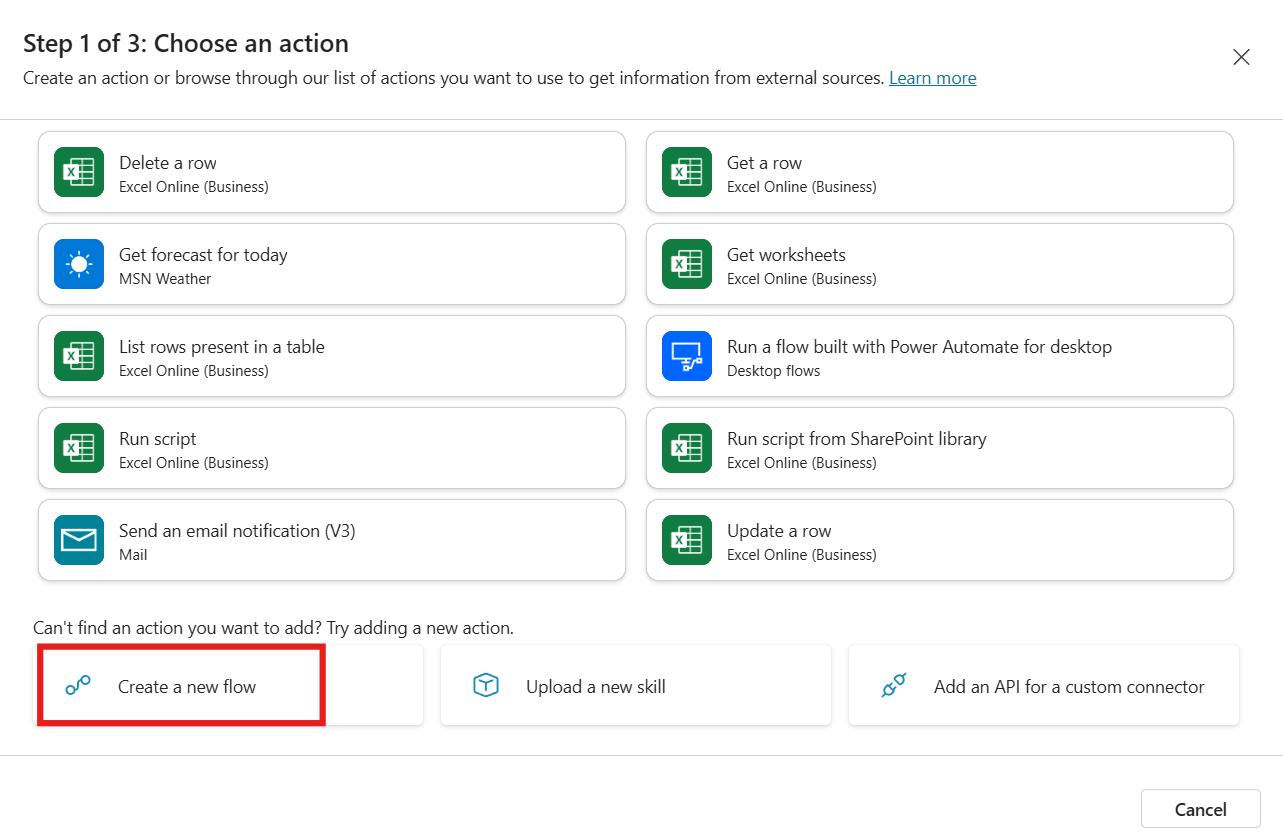 Step 1 of 3: Choose an action
Create an action or browse through our list of actions you want to use to get information from external sources. Learn more
Delete a row
Excel Online (Business)
Get a row
Excel Online (Business)
Get forecast for today
MSN Weather
Get worksheets
Excel Online (Business)
List rows present in a table
Excel Online (Business)
Run a flow built with Power Automate for desktop
Desktop flows
Run script
Excel Online (Business)
Run script from SharePoint library
Excel Online (Business)
Send an email notification (V3)
Mail
Update a row
Excel Online (Business)
Can't find an action you want to add? Try adding a new action.
Create a new flow
Upload a new skill
Add an API for a custom connector
Cancel